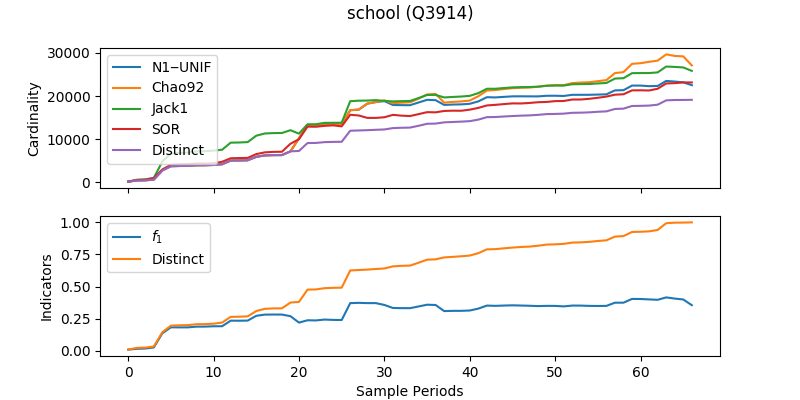 school (Q3914)
30000
20000
10000
0
Cardinality
N1−UNIF
Chao92
Jack1
SOR
Distinct
1.00
0.75
0.50
0.25
0.00
Indicators
f₁
Distinct
0 10 20 30 40 50 60
Sample Periods